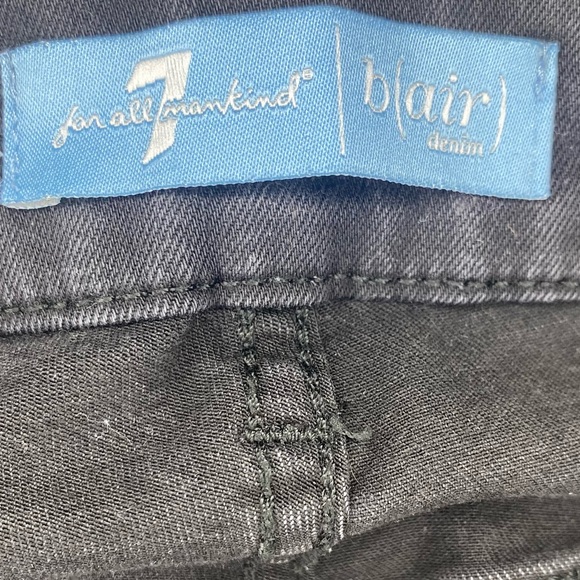 7
for all mankind®
b(air)
denim